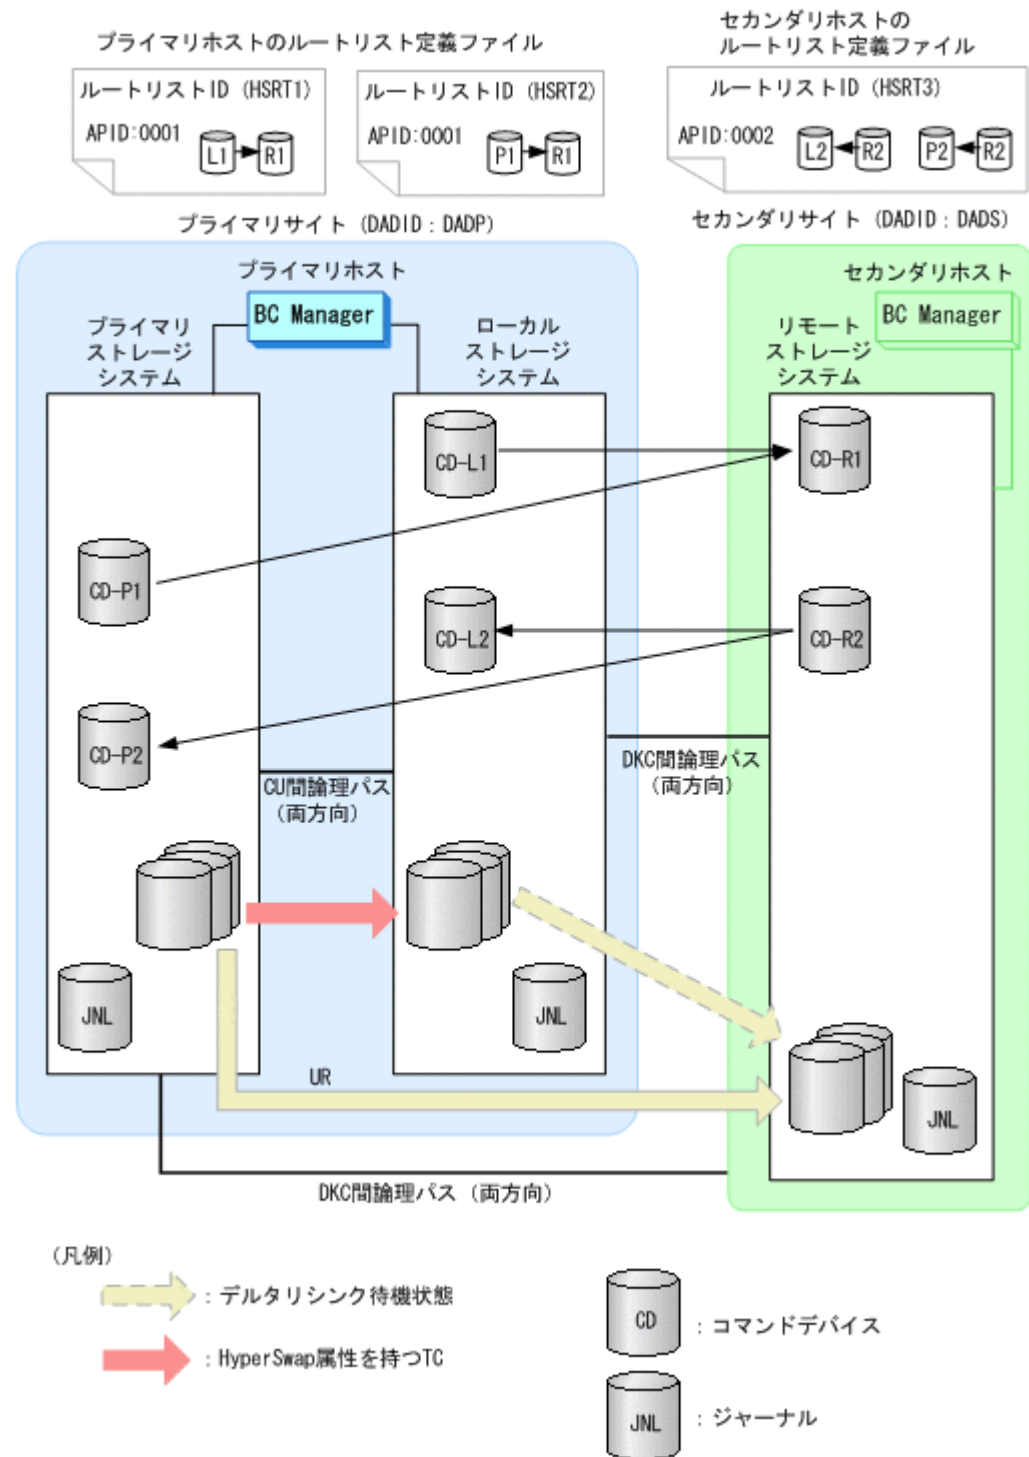 プライマリホストのルートリスト定義ファイル
セカンダリホストの
ルートリスト定義ファイル
ルートリストID (HSRT1)
APID:0001
L1
R1
ルートリストID (HSRT2)
APID:0001
P1
R1
ルートリストID (HSRT3)
APID:0002
L2
R2
P2
R2
プライマリサイト (DADID : DADP)
セカンダリサイト (DADID : DADS)
プライマリホスト
BC Manager
セカンダリホスト
BC Manager
プライマリ
ストレージ
システム
ローカル
ストレージ
システム
リモート
ストレージ
システム
CD-L1
CD-R1
CD-P1
CD-L2
CD-R2
CD-P2
CU間論理パス
(両方向)
DKC間論理パス
(両方向)
JNL
JNL
UR
JNL
DKC間論理パス (両方向)
(凡例)
: デルタリシンク待機状態
: HyperSwap属性を持つTC
CD
: コマンドデバイス
JNL
: ジャーナル